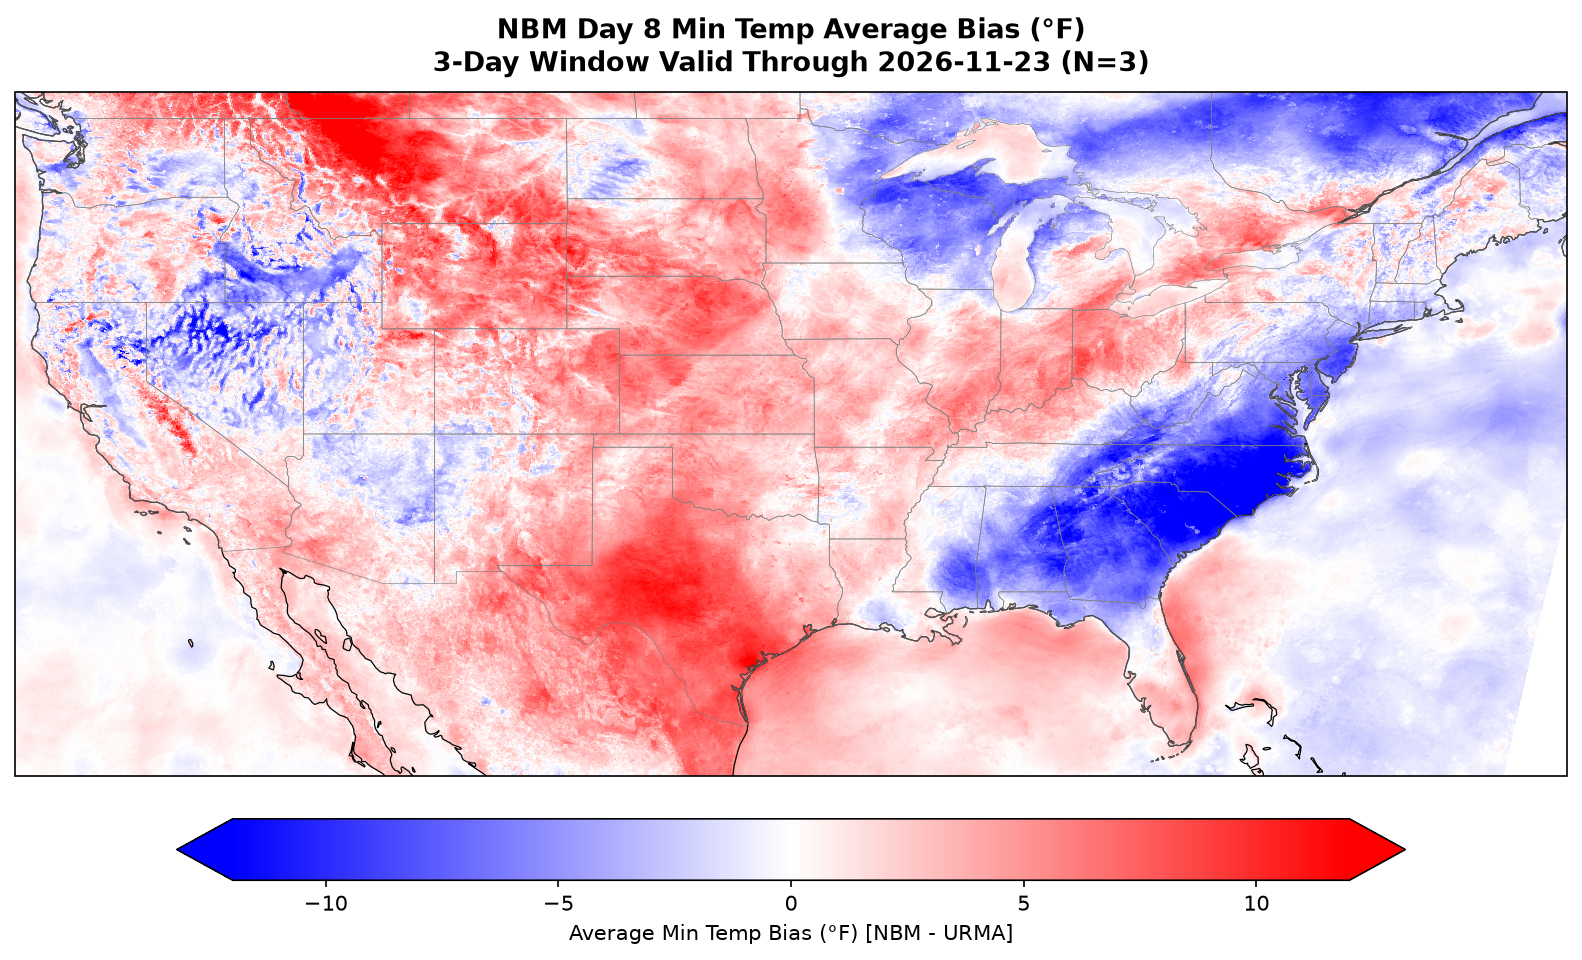 NBM Day 8 Min Temp Average Bias (°F)
3-Day Window Valid Through 2026-11-23 (N=3)
−10 −5 0 5 10
Average Min Temp Bias (°F) [NBM - URMA]